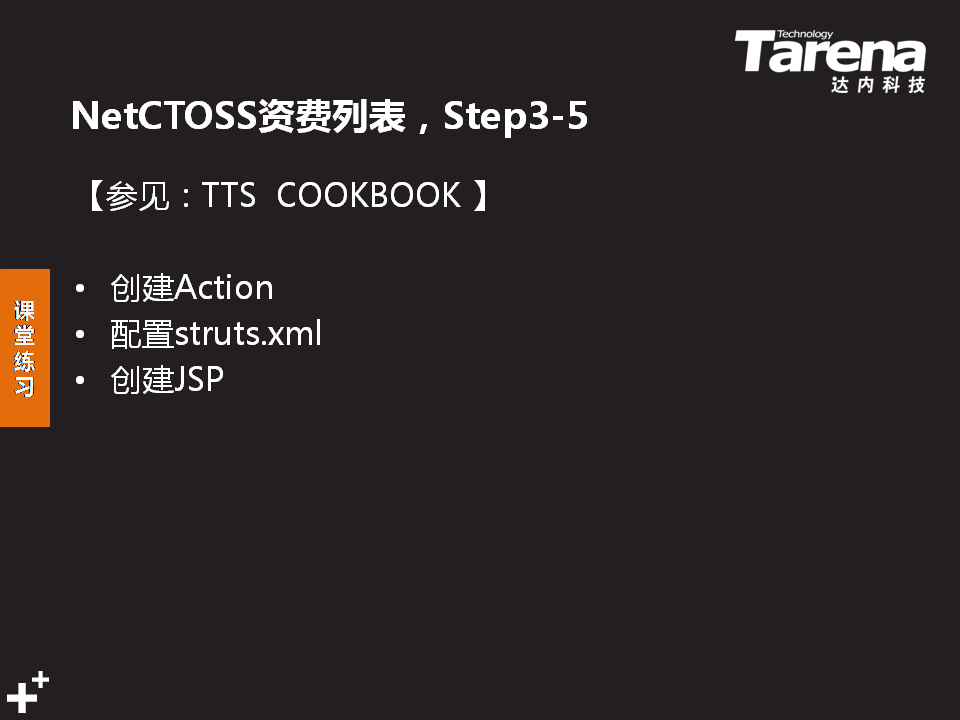 Technology
Tarena
达内科技
NetCTOSS资费列表，Step3-5
【参见：TTS  COOKBOOK 】
• 创建Action
• 配置struts.xml
• 创建JSP
课
堂
练
习